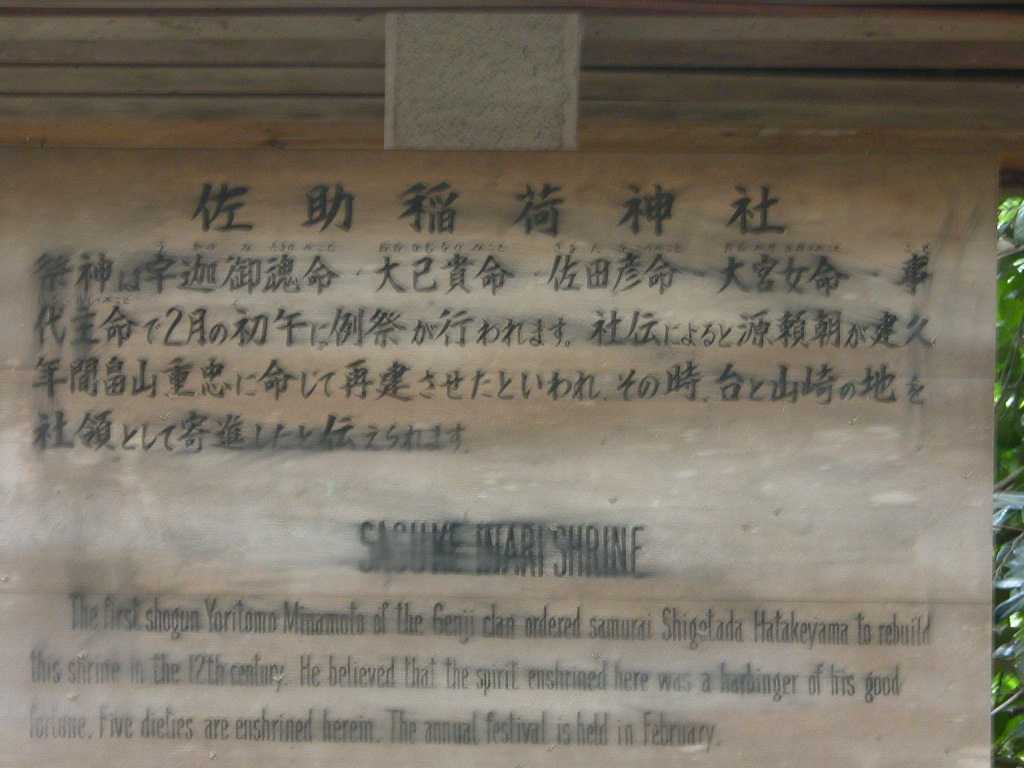 佐助稲荷神社
祭神は宇迦御魂命・大己貴命・佐田彦命・大宮女命・事
代主命で2月の初午に例祭が行われます。社伝によると源頼朝が建久
年間畠山重忠に命じて再建させたといわれ、その時、台と山崎の地を
社領として寄進したと伝えられます。
SASUKE INARI SHRINE
The first shogun Yoritomo Minamoto of the Genji clan ordered samurai Shigetada Hatakeyama to rebuild
this shrine in the 12th century. He believed that the spirit enshrined here was a harbinger of his good
fortune. Five dieties are enshrined herein. The annual festival is held in February.